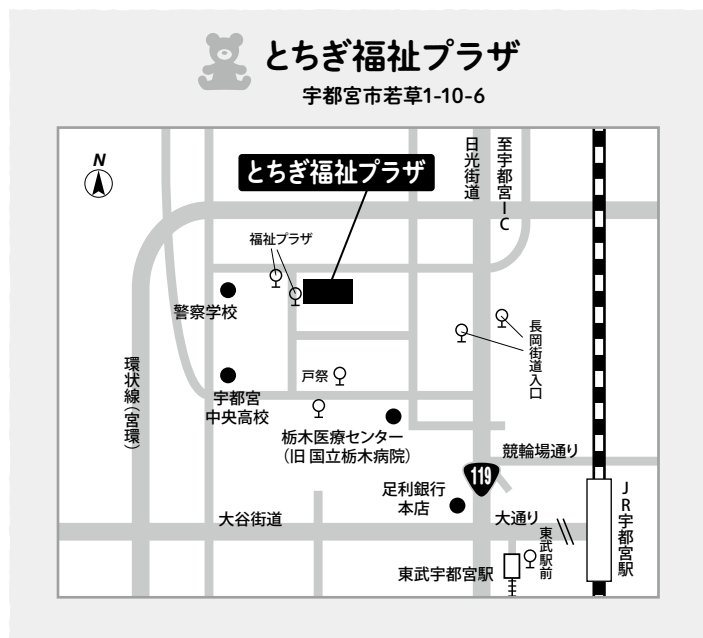 とちぎ福祉プラザ
宇都宮市若草1-10-6
N
とちぎ福祉プラザ
日光街道
至宇都宮IC
福祉プラザ
警察学校
長岡街道入口
環状線(宮環)
戸祭
宇都宮
中央高校
栃木医療センター
(旧 国立栃木病院)
競輪場通り
119
足利銀行
本店
大谷街道
大通り
東武駅前
JR宇都宮駅
東武宇都宮駅